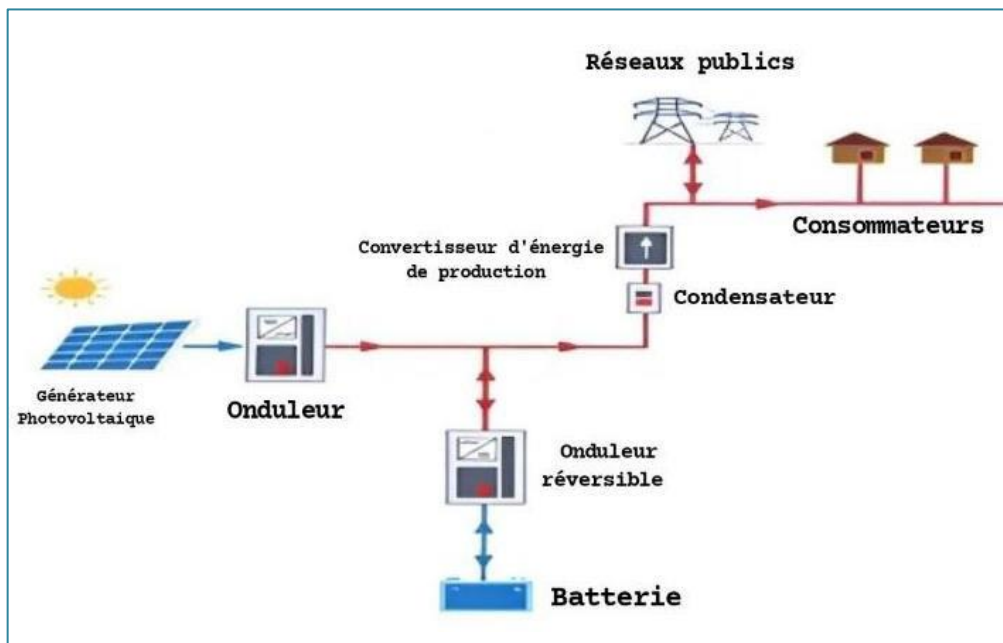 Réseaux publics
Consommateurs
Convertisseur d'énergie
de production
Condensateur
Générateur
Photovoltaique
Onduleur
Onduleur
réversible
Batterie